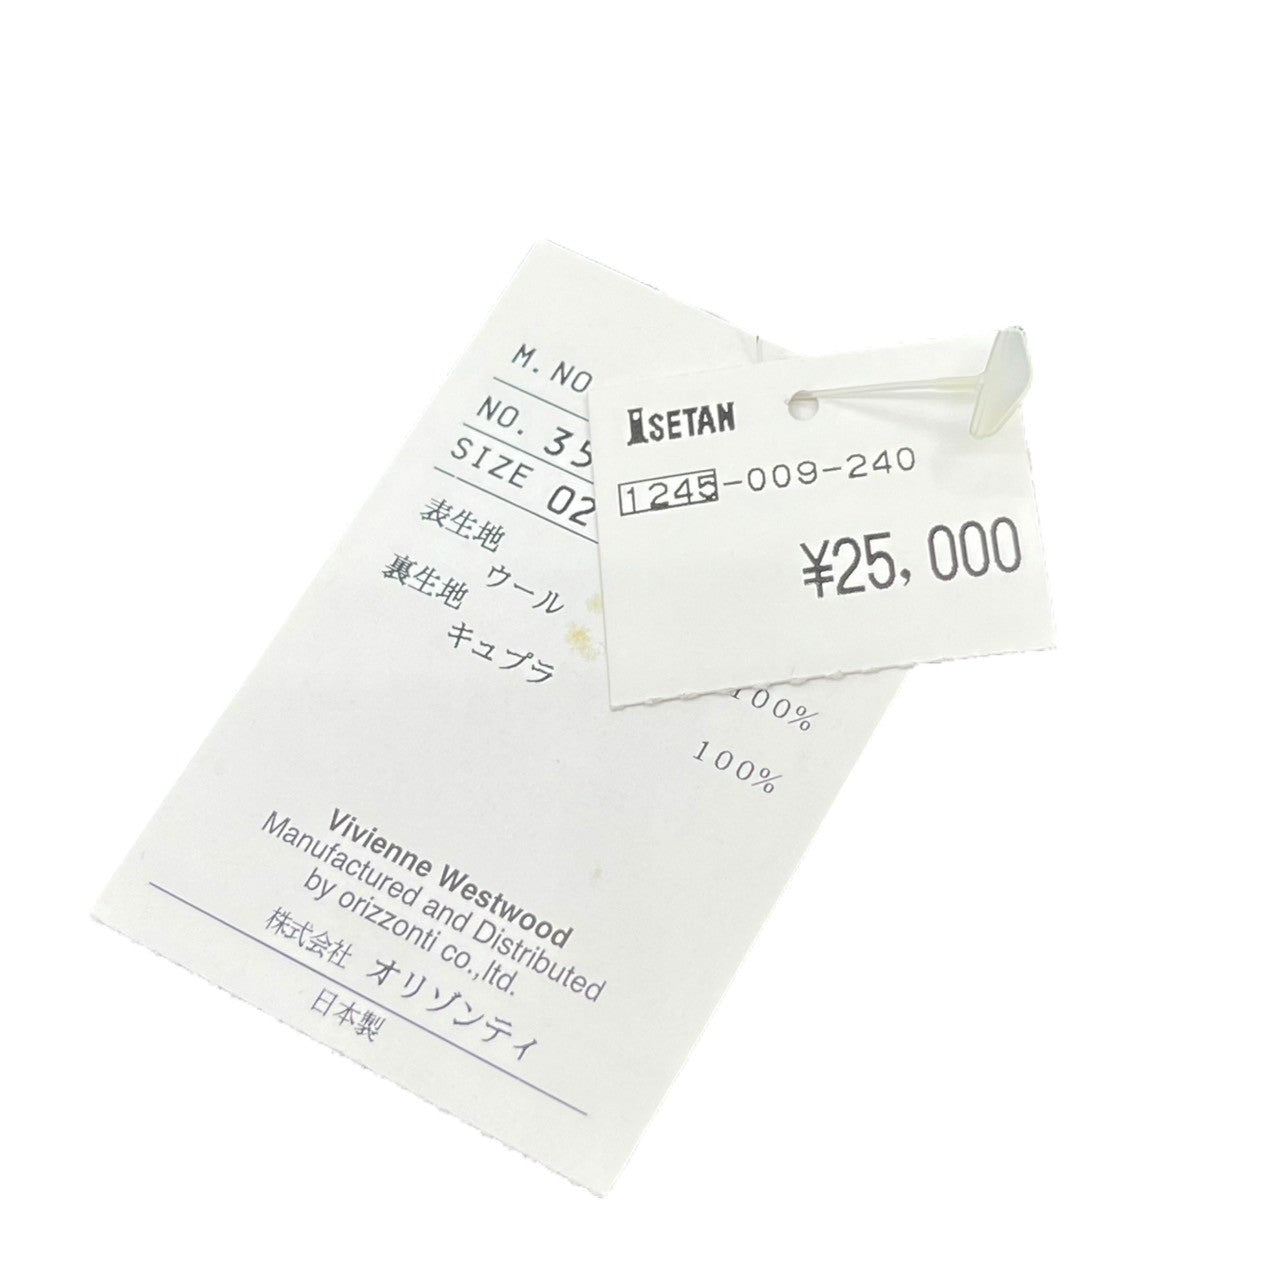 M. NO
NO. 35
SIZE 02
表生地
ウール
100%
裏生地
キュプラ
100%
Vivienne Westwood
Manufactured and Distributed
by orizzonti co.,ltd.
株式会社 オリゾンティ
日本製
ISETAN
1245-009-240
¥25,000